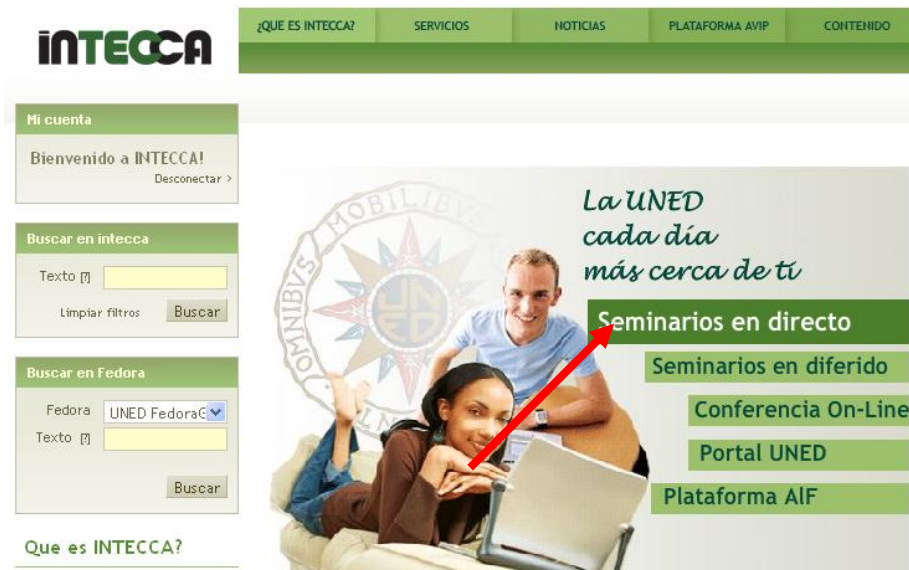 INTECCA
¿QUE ES INTECCA?
SERVICIOS
NOTICIAS
PLATAFORMA AVIP
CONTENIDO
Mi cuenta
Bienvenido a INTECCA!
Desconectar >
Buscar en intecca
Texto [?]
Limpiar filtros
Buscar
Buscar en Fedora
Fedora
UNED FedoraG
Texto [?]
Buscar
Que es INTECCA?
OMNIBVS MOBILIBVS
UNED
La UNED
cada día
más cerca de tí
Seminarios en directo
Seminarios en diferido
Conferencia On-Line
Portal UNED
Plataforma AlF